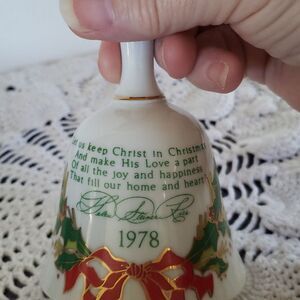 us keep Christ in Christmas
And make His Love a part
Of all the joy and happiness
That fill our home and heart
Helen Steiner Rice
1978